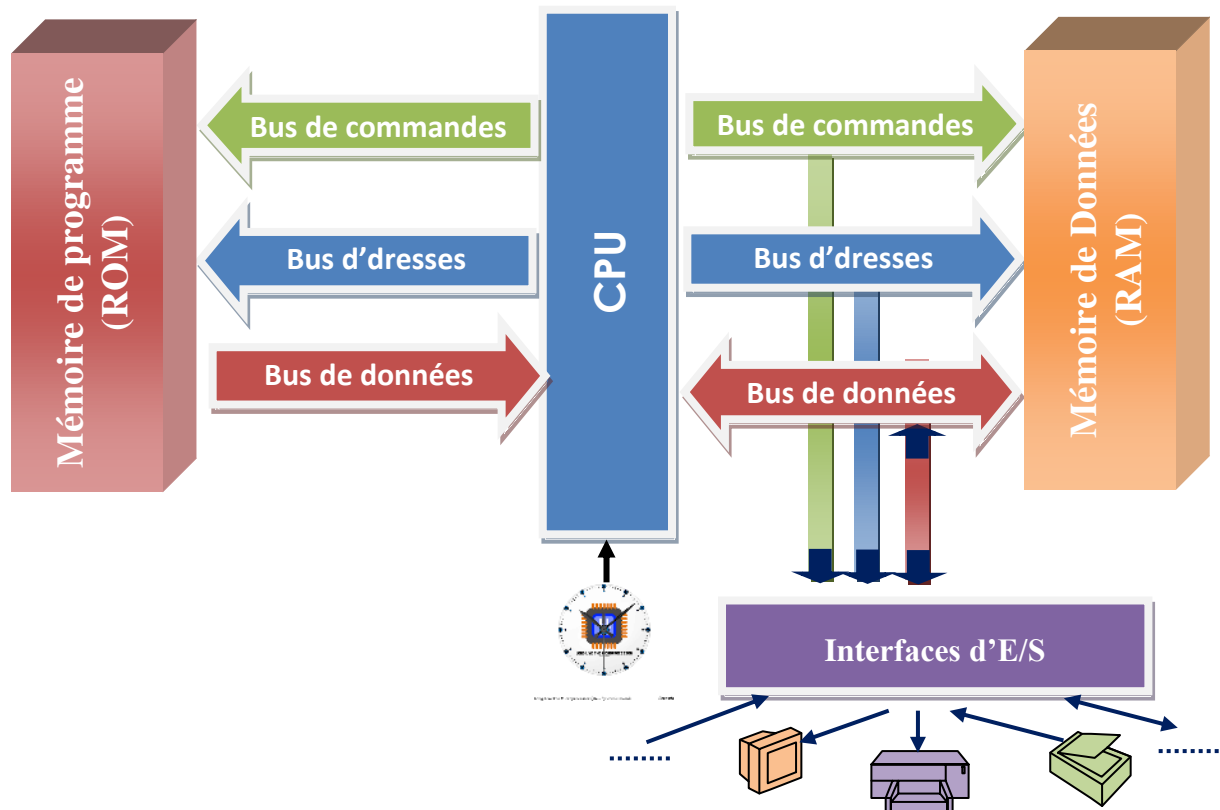 Mémoire de programme
(ROM)
Bus de commandes
Bus d’dresses
Bus de données
CPU
Bus de commandes
Bus d’dresses
Bus de données
Mémoire de Données
(RAM)
Interfaces d’E/S